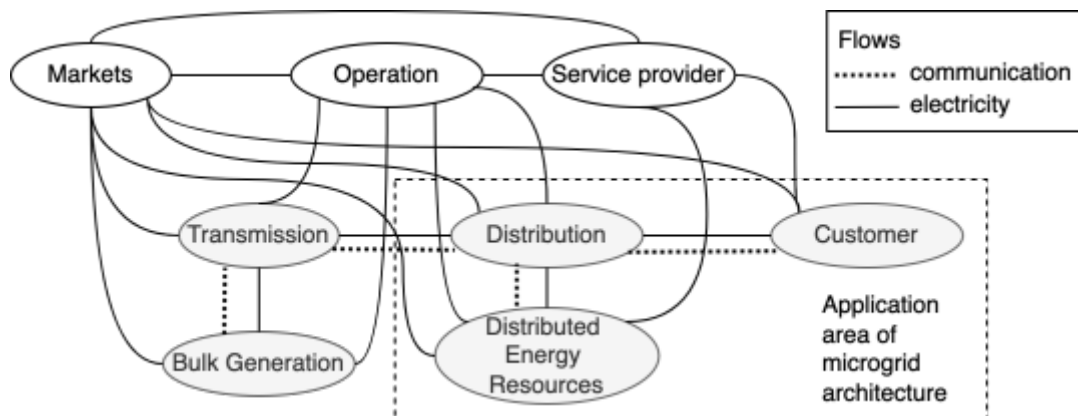 Flows
communication
electricity
Markets
Operation
Service provider
Transmission
Distribution
Customer
Bulk Generation
Distributed
Energy
Resources
Application
area of
microgrid
architecture